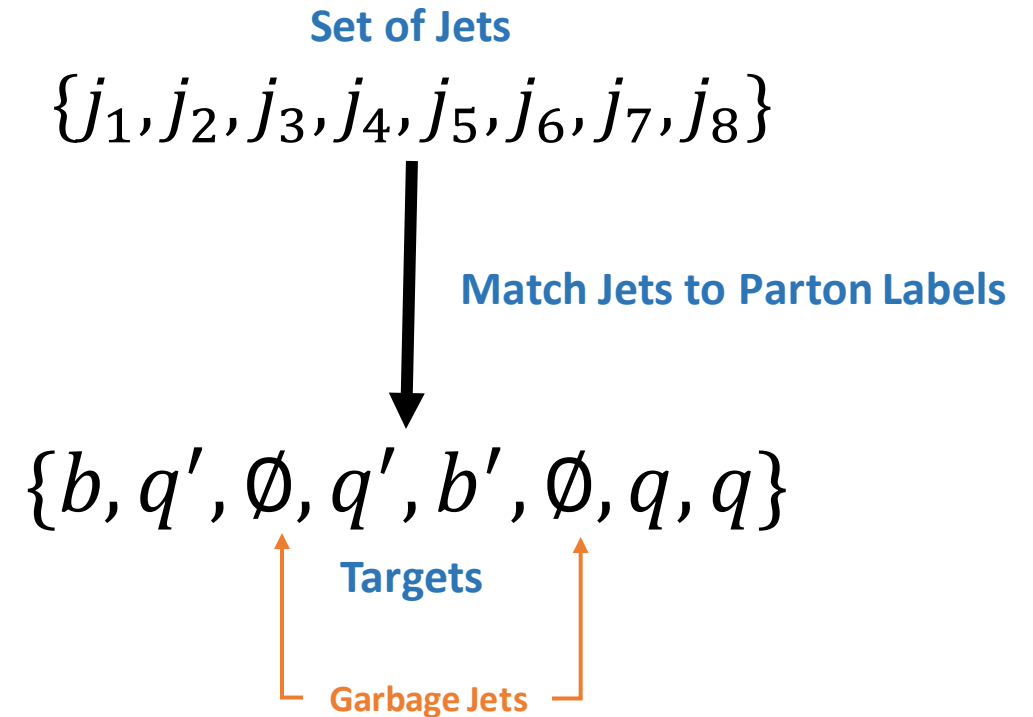 Set of Jets
{j₁, j₂, j₃, j₄, j₅, j₆, j₇, j₈}
Match Jets to Parton Labels
{b, q′, ∅, q′, b′, ∅, q, q}
Targets
Garbage Jets